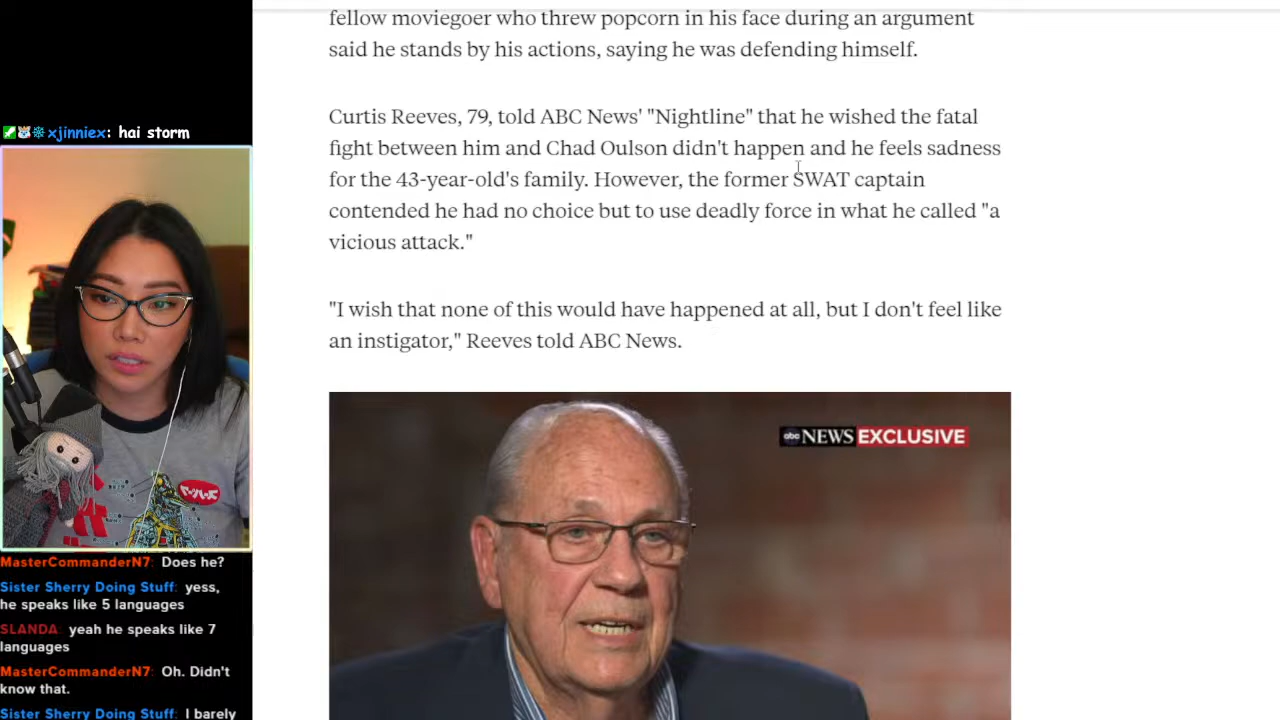 fellow moviegoer who threw popcorn in his face during an argument
said he stands by his actions, saying he was defending himself.
Curtis Reeves, 79, told ABC News' "Nightline" that he wished the fatal
fight between him and Chad Oulson didn't happen and he feels sadness
for the 43-year-old's family. However, the former SWAT captain
contended he had no choice but to use deadly force in what he called "a
vicious attack."
"I wish that none of this would have happened at all, but I don't feel like
an instigator," Reeves told ABC News.
abc NEWS EXCLUSIVE
xjinniex: hai storm
MasterCommanderN7: Does he?
Sister Sherry Doing Stuff: yess,
he speaks like 5 languages
SLANDA: yeah he speaks like 7
languages
MasterCommanderN7: Oh. Didn't
know that.
Sister Sherry Doing Stuff: I barely